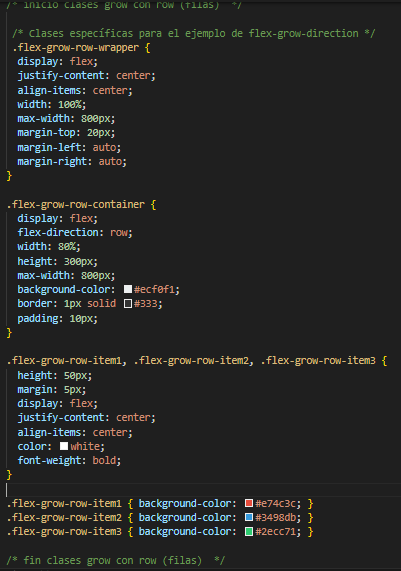 /* inicio clases grow con row (filas)  */
/* Clases específicas para el ejemplo de flex-grow-direction */
.flex-grow-row-wrapper {
display: flex;
justify-content: center;
align-items: center;
width: 100%;
max-width: 800px;
margin-top: 20px;
margin-left: auto;
margin-right: auto;
}
.flex-grow-row-container {
display: flex;
flex-direction: row;
width: 80%;
height: 300px;
max-width: 800px;
background-color: #ecf0f1;
border: 1px solid #333;
padding: 10px;
}
.flex-grow-row-item1, .flex-grow-row-item2, .flex-grow-row-item3 {
height: 50px;
margin: 5px;
display: flex;
justify-content: center;
align-items: center;
color: white;
font-weight: bold;
}
.flex-grow-row-item1 { background-color: #e74c3c; }
.flex-grow-row-item2 { background-color: #3498db; }
.flex-grow-row-item3 { background-color: #2ecc71; }
/* fin clases grow con row (filas)  */